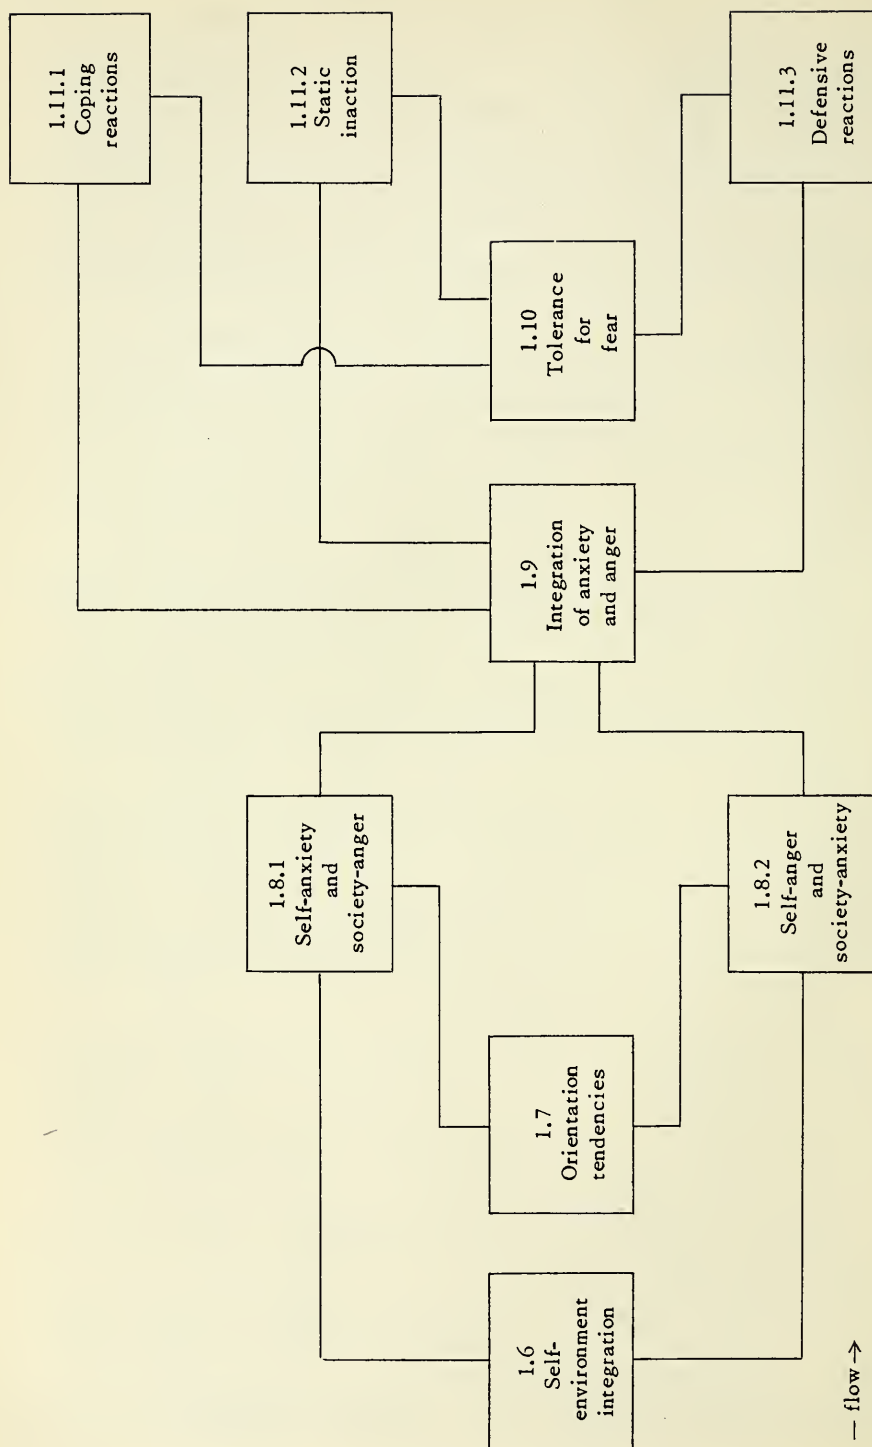 1.6
Self-
environment
integration
1.7
Orientation
tendencies
1.8.1
Self-anxiety
and
society-anger
1.8.2
Self-anger
and
society-anxiety
1.9
Integration
of anxiety
and anger
1.10
Tolerance
for
fear
1.11.1
Coping
reactions
1.11.2
Static
inaction
1.11.3
Defensive
reactions
— flow →